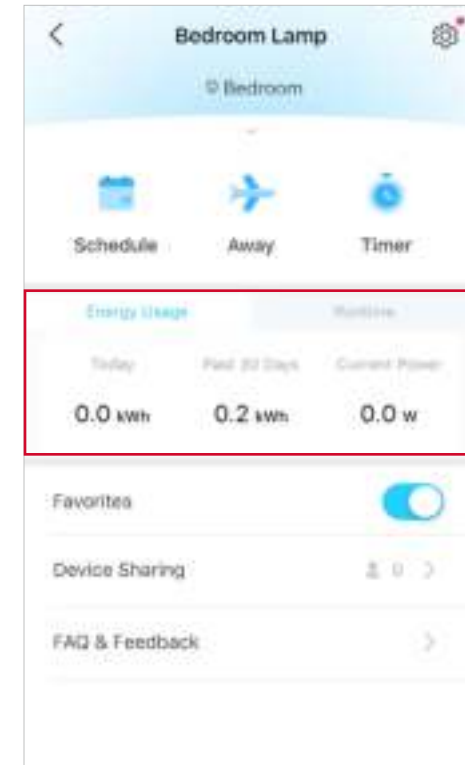 Bedroom Lamp
Bedroom
Schedule Away Timer
Energy Usage Runtime
Today Past 30 Days Current Power
0.0 kWh 0.2 kWh 0.0 w
Favorites
Device Sharing 0
FAQ & Feedback